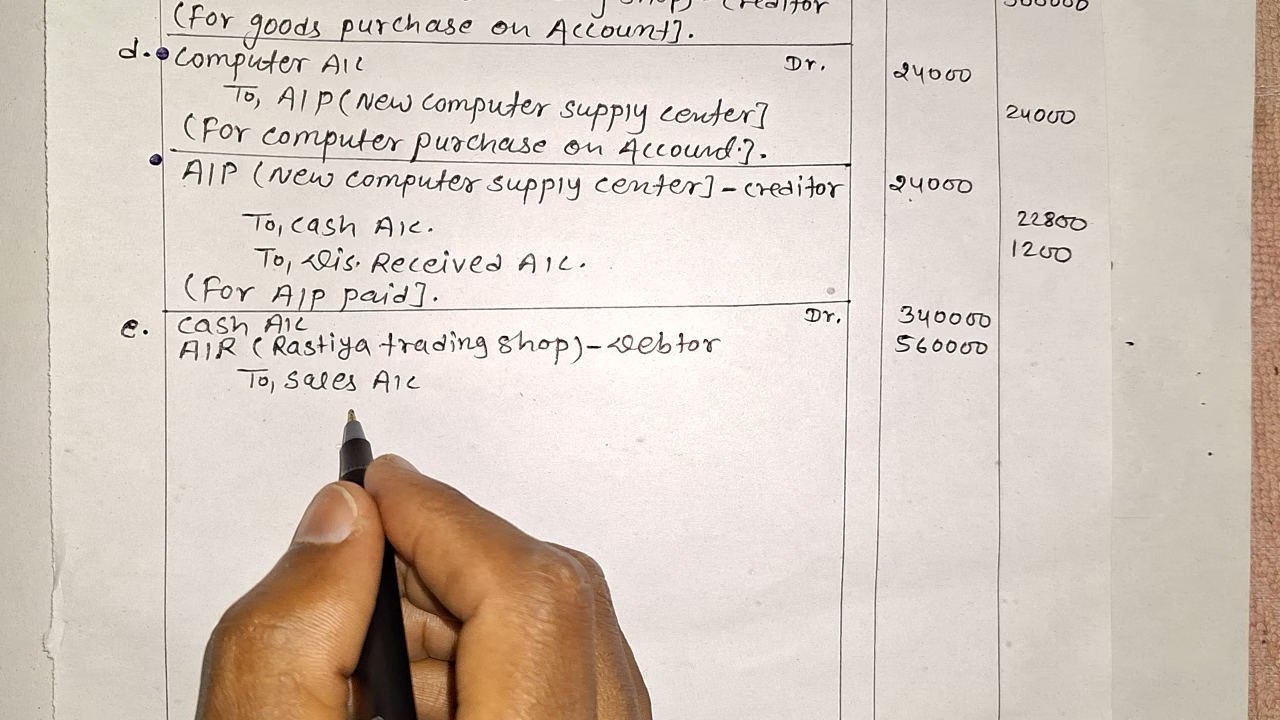 shop) - Creditor
(For goods purchase on Account].
d. Computer A/C Dr. 24000
To, A/P (New computer supply center] 24000
(For computer purchase on Account.].
A/P (New computer supply center] - creditor 24000
To, cash A/C. 22800
To, Dis. Received A/C. 1200
(For A/P paid].
e. Cash A/C Dr. 340000
A/R (Rastiya trading shop) - Debtor 560000
To, Sales A/C